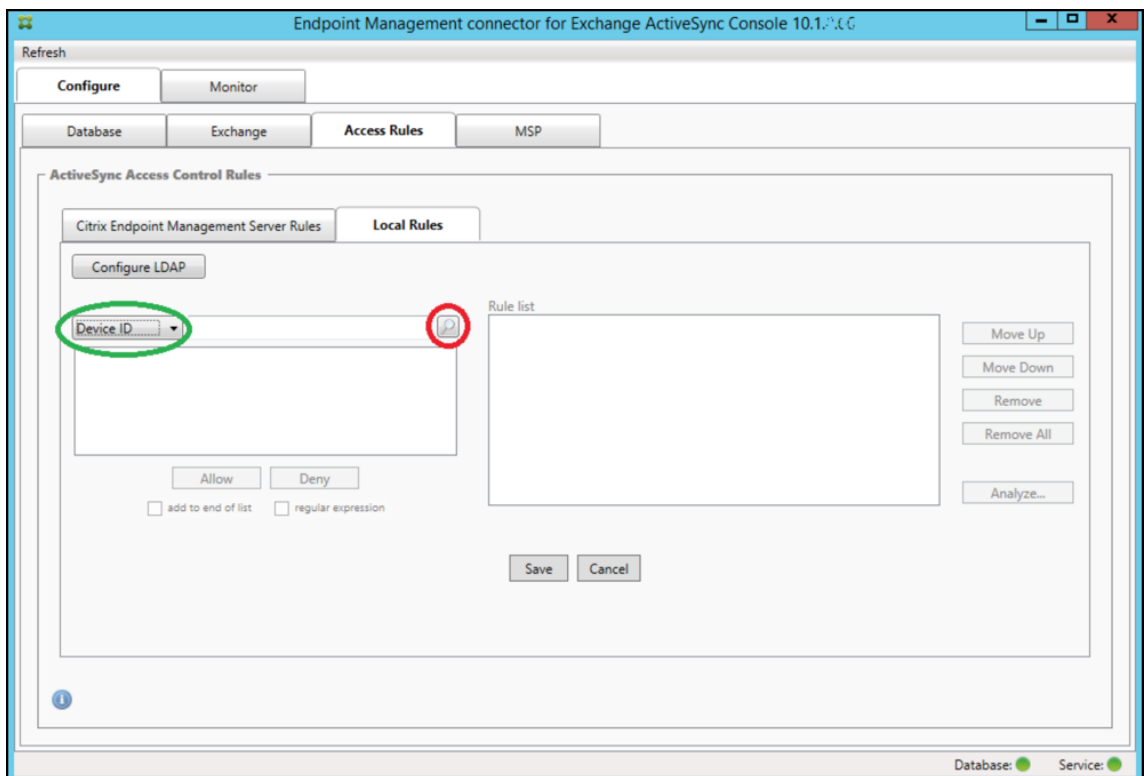 Endpoint Management connector for Exchange ActiveSync Console 10.1.
Refresh
Configure Monitor
Database Exchange Access Rules MSP
ActiveSync Access Control Rules
Citrix Endpoint Management Server Rules Local Rules
Configure LDAP
Rule list
Device ID
Move Up
Move Down
Remove
Remove All
Allow Deny
Analyze...
add to end of list regular expression
Save Cancel
Database: Service: